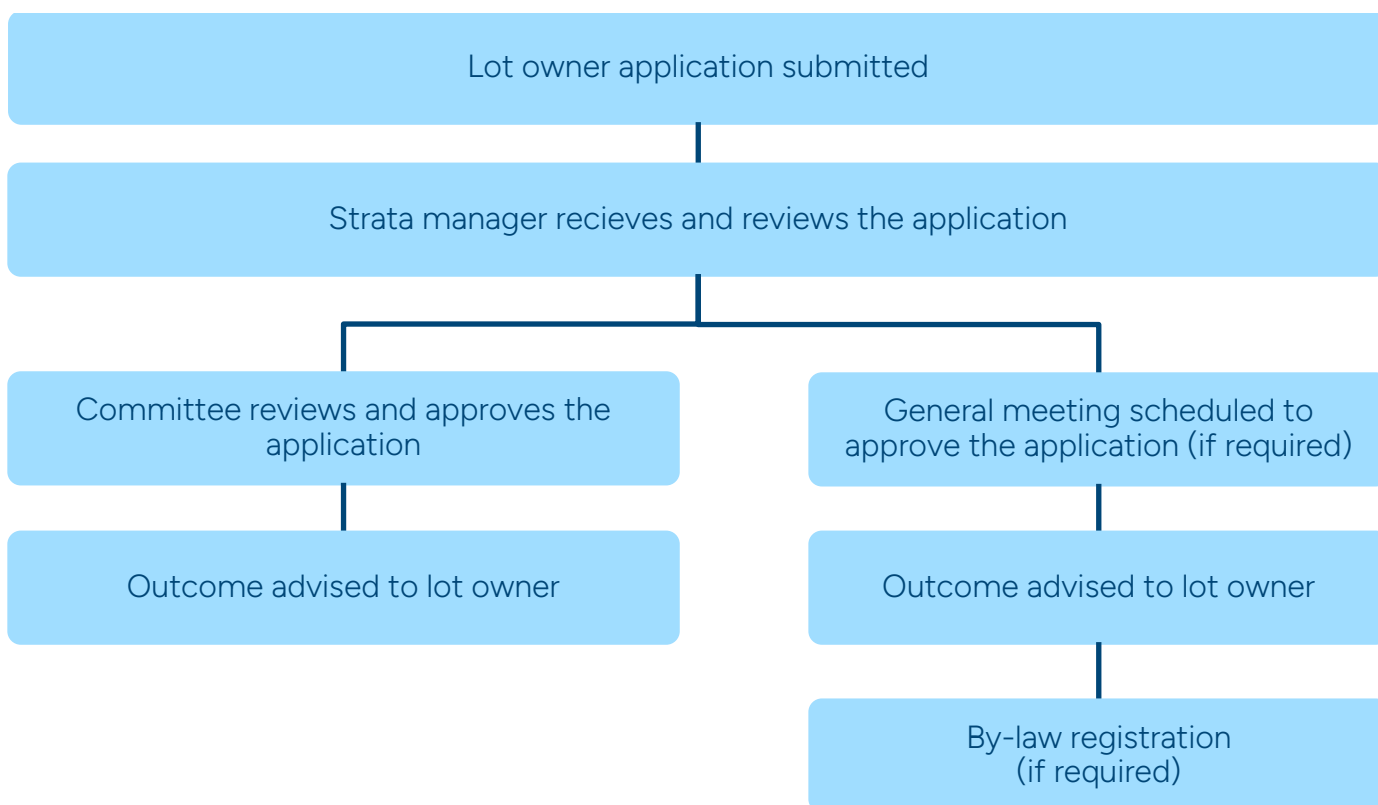 Lot owner application submitted
Strata manager recieves and reviews the application
Committee reviews and approves the
application
Outcome advised to lot owner
General meeting scheduled to
approve the application (if required)
Outcome advised to lot owner
By-law registration
(if required)